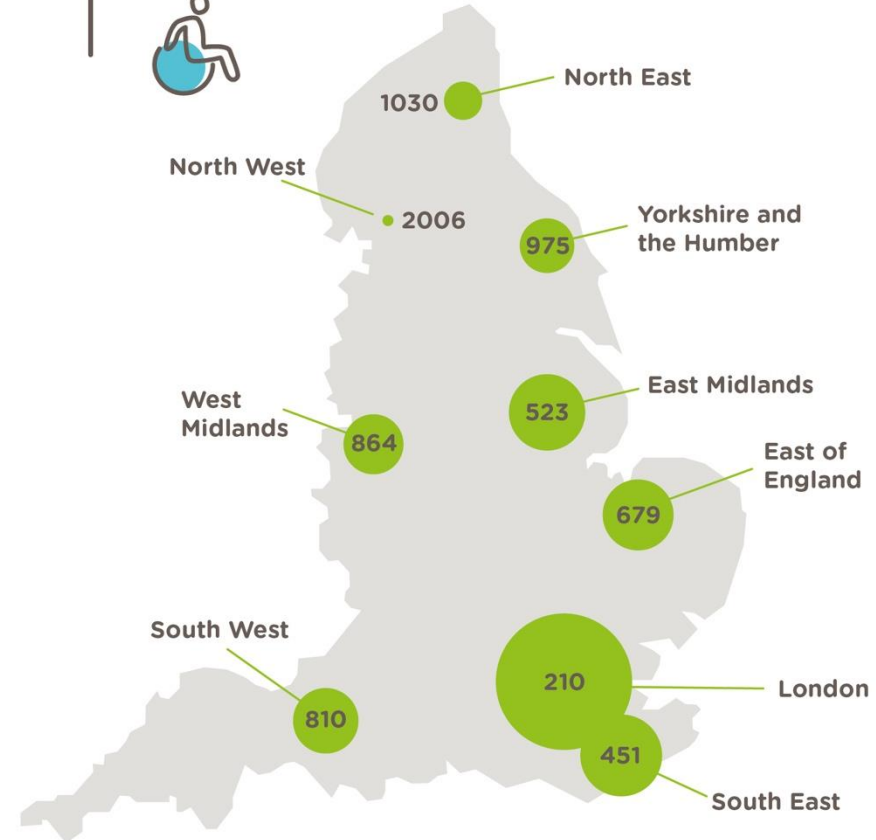 North East
1030
North West
2006
Yorkshire and
the Humber
975
East Midlands
523
West
Midlands
864
East of
England
679
South West
810
210
London
451
South East